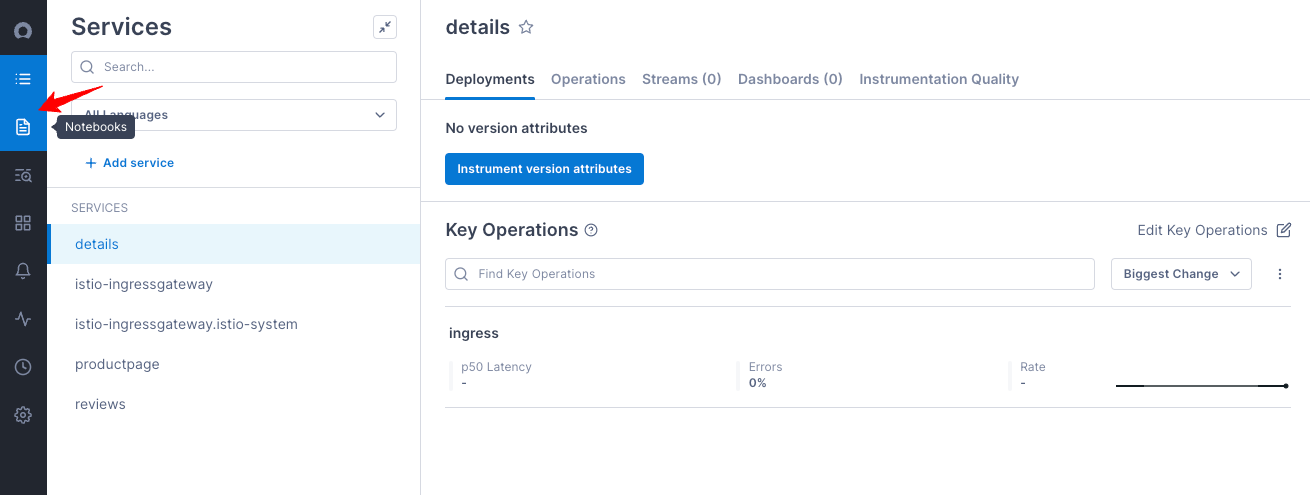 Services
Search...
All Languages
Notebooks
Add service
SERVICES
details
istio-ingressgateway
istio-ingressgateway.istio-system
productpage
reviews
details
Deployments Operations Streams (0) Dashboards (0) Instrumentation Quality
No version attributes
Instrument version attributes
Key Operations ? Edit Key Operations
Find Key Operations Biggest Change
ingress
p50 Latency Errors Rate
- 0% -